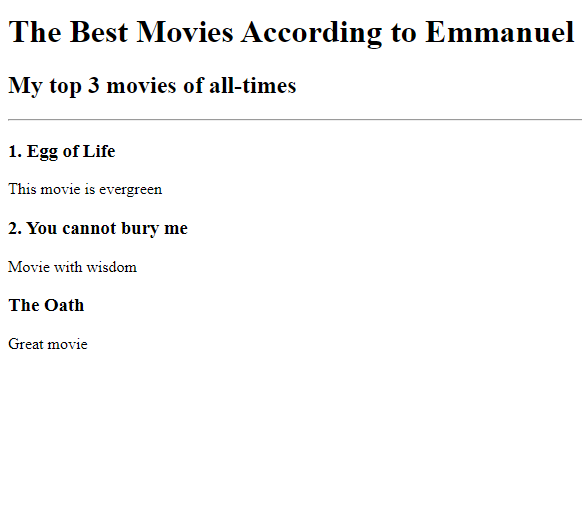 The Best Movies According to Emmanuel
My top 3 movies of all-times
1. Egg of Life
This movie is evergreen
2. You cannot bury me
Movie with wisdom
The Oath
Great movie